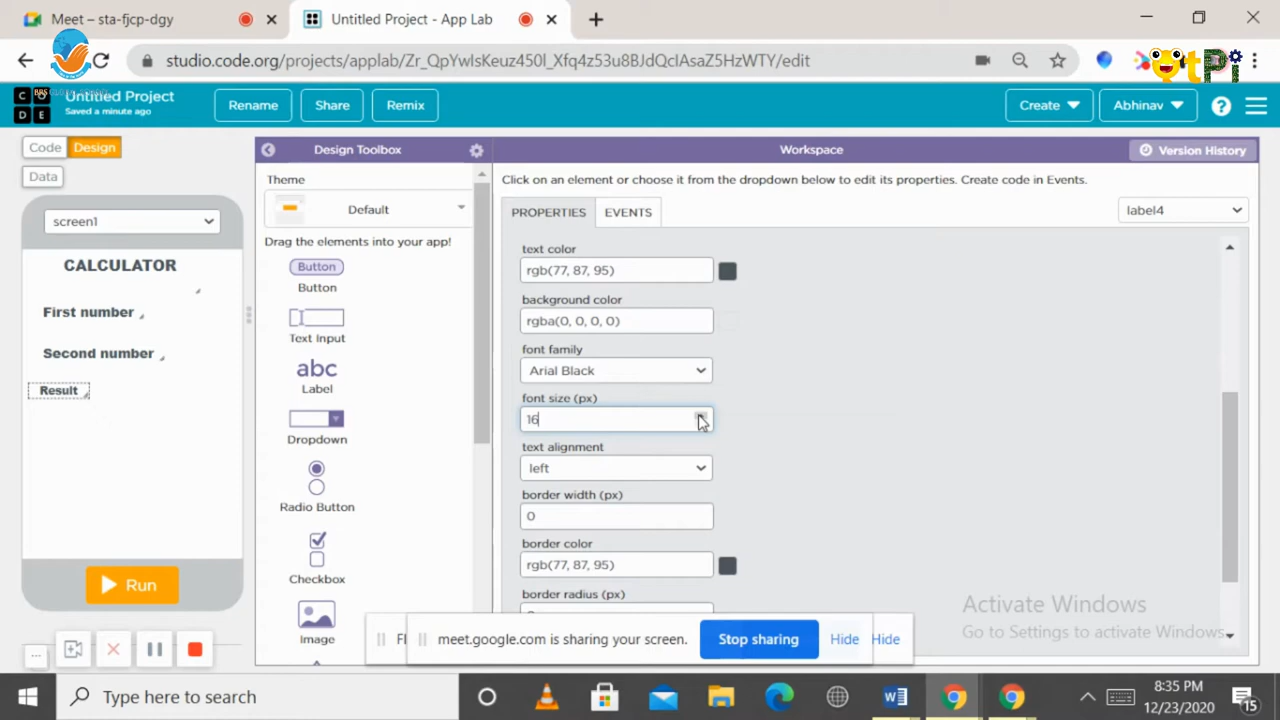 Meet – sta-fjcp-dgy
Untitled Project - App Lab
studio.code.org/projects/applab/Zr_QpYwIsKeuz450l_Xfq4z53u8BJdQcIAsaZ5HzWTY/edit
tPi
C O
D E
Untitled Project
Saved a minute ago
Rename
Share
Remix
Create
Abhinav
?
Code
Design
Design Toolbox
Workspace
Version History
Data
Theme
Click on an element or choose it from the dropdown below to edit its properties. Create code in Events.
screen1
Default
PROPERTIES
EVENTS
label4
Drag the elements into your app!
CALCULATOR
First number
Second number
Result
Run
Button
Button
Text Input
abc
Label
Dropdown
Radio Button
Checkbox
Image
text color
rgb(77, 87, 95)
background color
rgba(0, 0, 0, 0)
font family
Arial Black
font size (px)
16
text alignment
left
border width (px)
0
border color
rgb(77, 87, 95)
border radius (px)
Activate Windows
Go to Settings to activate Windows.
meet.google.com is sharing your screen.
Stop sharing
Hide
Hide
Type here to search
8:35 PM
12/23/2020
15